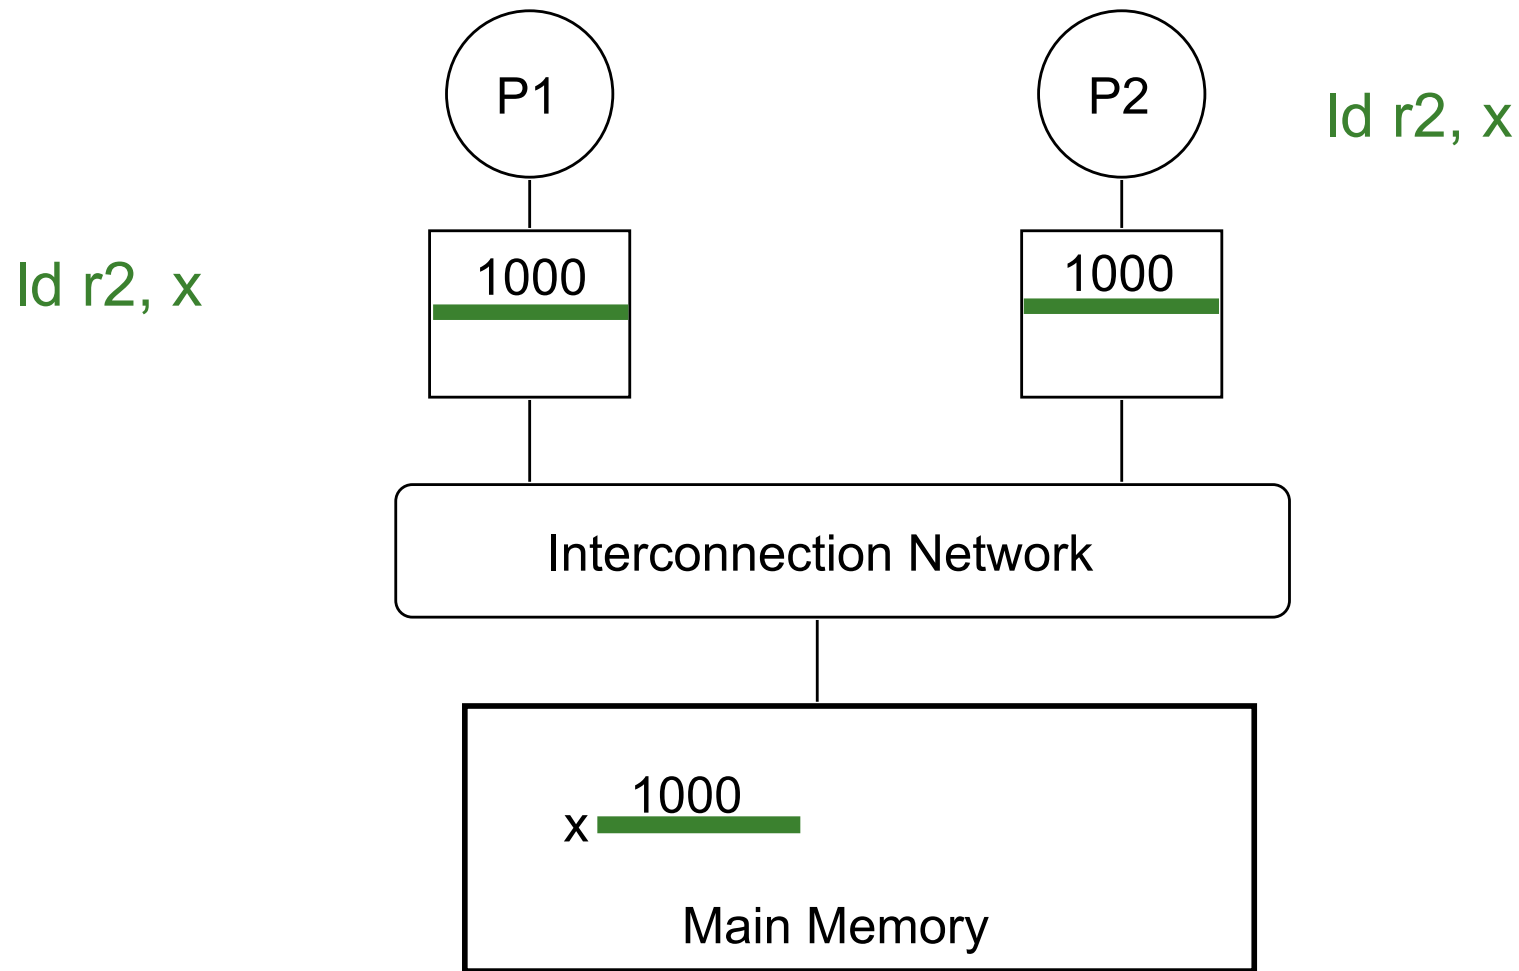 P1
P2
ld r2, x
ld r2, x
1000
1000
Interconnection Network
1000
x
Main Memory